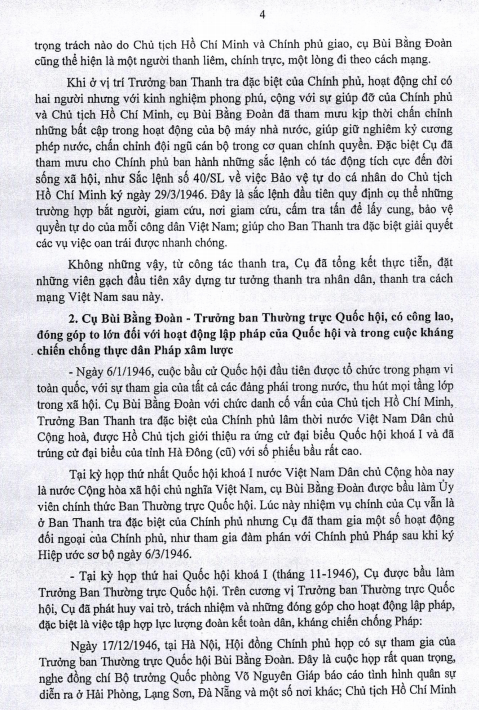 4
trọng trách nào do Chủ tịch Hồ Chí Minh và Chính phủ giao, cụ Bùi Bằng Đoàn
cũng thể hiện là một người thanh liêm, chính trực, một lòng đi theo cách mạng.
Khi ở vị trí Trưởng ban Thanh tra đặc biệt của Chính phủ, hoạt động chỉ có
hai người nhưng với kinh nghiệm phong phú, cộng với sự giúp đỡ của Chính phủ
và Chủ tịch Hồ Chí Minh, cụ Bùi Bằng Đoàn đã tham mưu kịp thời chấn chỉnh
những bất cập trong hoạt động của bộ máy nhà nước, giúp giữ nghiêm kỷ cương
phép nước, chấn chỉnh đội ngũ cán bộ trong cơ quan chính quyền. Đặc biệt Cụ đã
tham mưu cho Chính phủ ban hành những sắc lệnh có tác động tích cực đến đời
sống xã hội, như Sắc lệnh số 40/SL về việc Bảo vệ tự do cá nhân do Chủ tịch
Hồ Chí Minh ký ngày 29/3/1946. Đây là sắc lệnh đầu tiên quy định cụ thể những
trường hợp bắt người, giam cứu, nơi giam cứu, cấm tra tấn để lấy cung, bảo vệ
quyền tự do của mỗi công dân Việt Nam; giúp cho Ban Thanh tra đặc biệt giải quyết
các vụ việc oan trái được nhanh chóng.
Không những vậy, từ công tác thanh tra, Cụ đã tổng kết thực tiễn, đặt
những viên gạch đầu tiên xây dựng tư tưởng thanh tra nhân dân, thanh tra cách
mạng Việt Nam sau này.
2. Cụ Bùi Bằng Đoàn - Trưởng ban Thường trực Quốc hội, có công lao,
đóng góp to lớn đối với hoạt động lập pháp của Quốc hội và trong cuộc kháng
chiến chống thực dân Pháp xâm lược
- Ngày 6/1/1946, cuộc bầu cử Quốc hội đầu tiên được tổ chức trong phạm vi
toàn quốc, với sự tham gia của tất cả các đảng phái trong nước, thu hút mọi tầng lớp
trong xã hội. Cụ Bùi Bằng Đoàn với chức danh cố vấn của Chủ tịch Hồ Chí Minh,
Trưởng Ban Thanh tra đặc biệt của Chính phủ lâm thời nước Việt Nam Dân chủ
Cộng hoà, được Hồ Chủ tịch giới thiệu ra ứng cử đại biểu Quốc hội khoá I và đã
trúng cử đại biểu của tỉnh Hà Đông (cũ) với số phiếu bầu rất cao.
Tại kỳ họp thứ nhất Quốc hội khoá I nước Việt Nam Dân chủ Cộng hòa nay
là nước Cộng hòa xã hội chủ nghĩa Việt Nam, cụ Bùi Bằng Đoàn được bầu làm Ủy
viên chính thức Ban Thường trực Quốc hội. Lúc này nhiệm vụ chính của Cụ vẫn là
ở Ban Thanh tra đặc biệt của Chính phủ nhưng Cụ đã tham gia một số hoạt động
đối ngoại của Chính phủ, như tham gia đàm phán với Chính phủ Pháp sau khi ký
Hiệp ước sơ bộ ngày 6/3/1946.
- Tại kỳ họp thứ hai Quốc hội khoá I (tháng 11-1946), Cụ được bầu làm
Trưởng Ban Thường trực Quốc hội. Trên cương vị Trưởng ban Thường trực Quốc
hội, Cụ đã phát huy vai trò, trách nhiệm và những đóng góp cho hoạt động lập pháp,
đặc biệt là việc tập hợp lực lượng đoàn kết toàn dân, kháng chiến chống Pháp:
Ngày 17/12/1946, tại Hà Nội, Hội đồng Chính phủ họp có sự tham gia của
Trưởng ban Thường trực Quốc hội Bùi Bằng Đoàn. Đây là cuộc họp rất quan trọng,
nghe đồng chí Bộ trưởng Quốc phòng Võ Nguyên Giáp báo cáo tình hình quân sự
diễn ra ở Hải Phòng, Lạng Sơn, Đà Nẵng và một số nơi khác; Chủ tịch Hồ Chí Minh